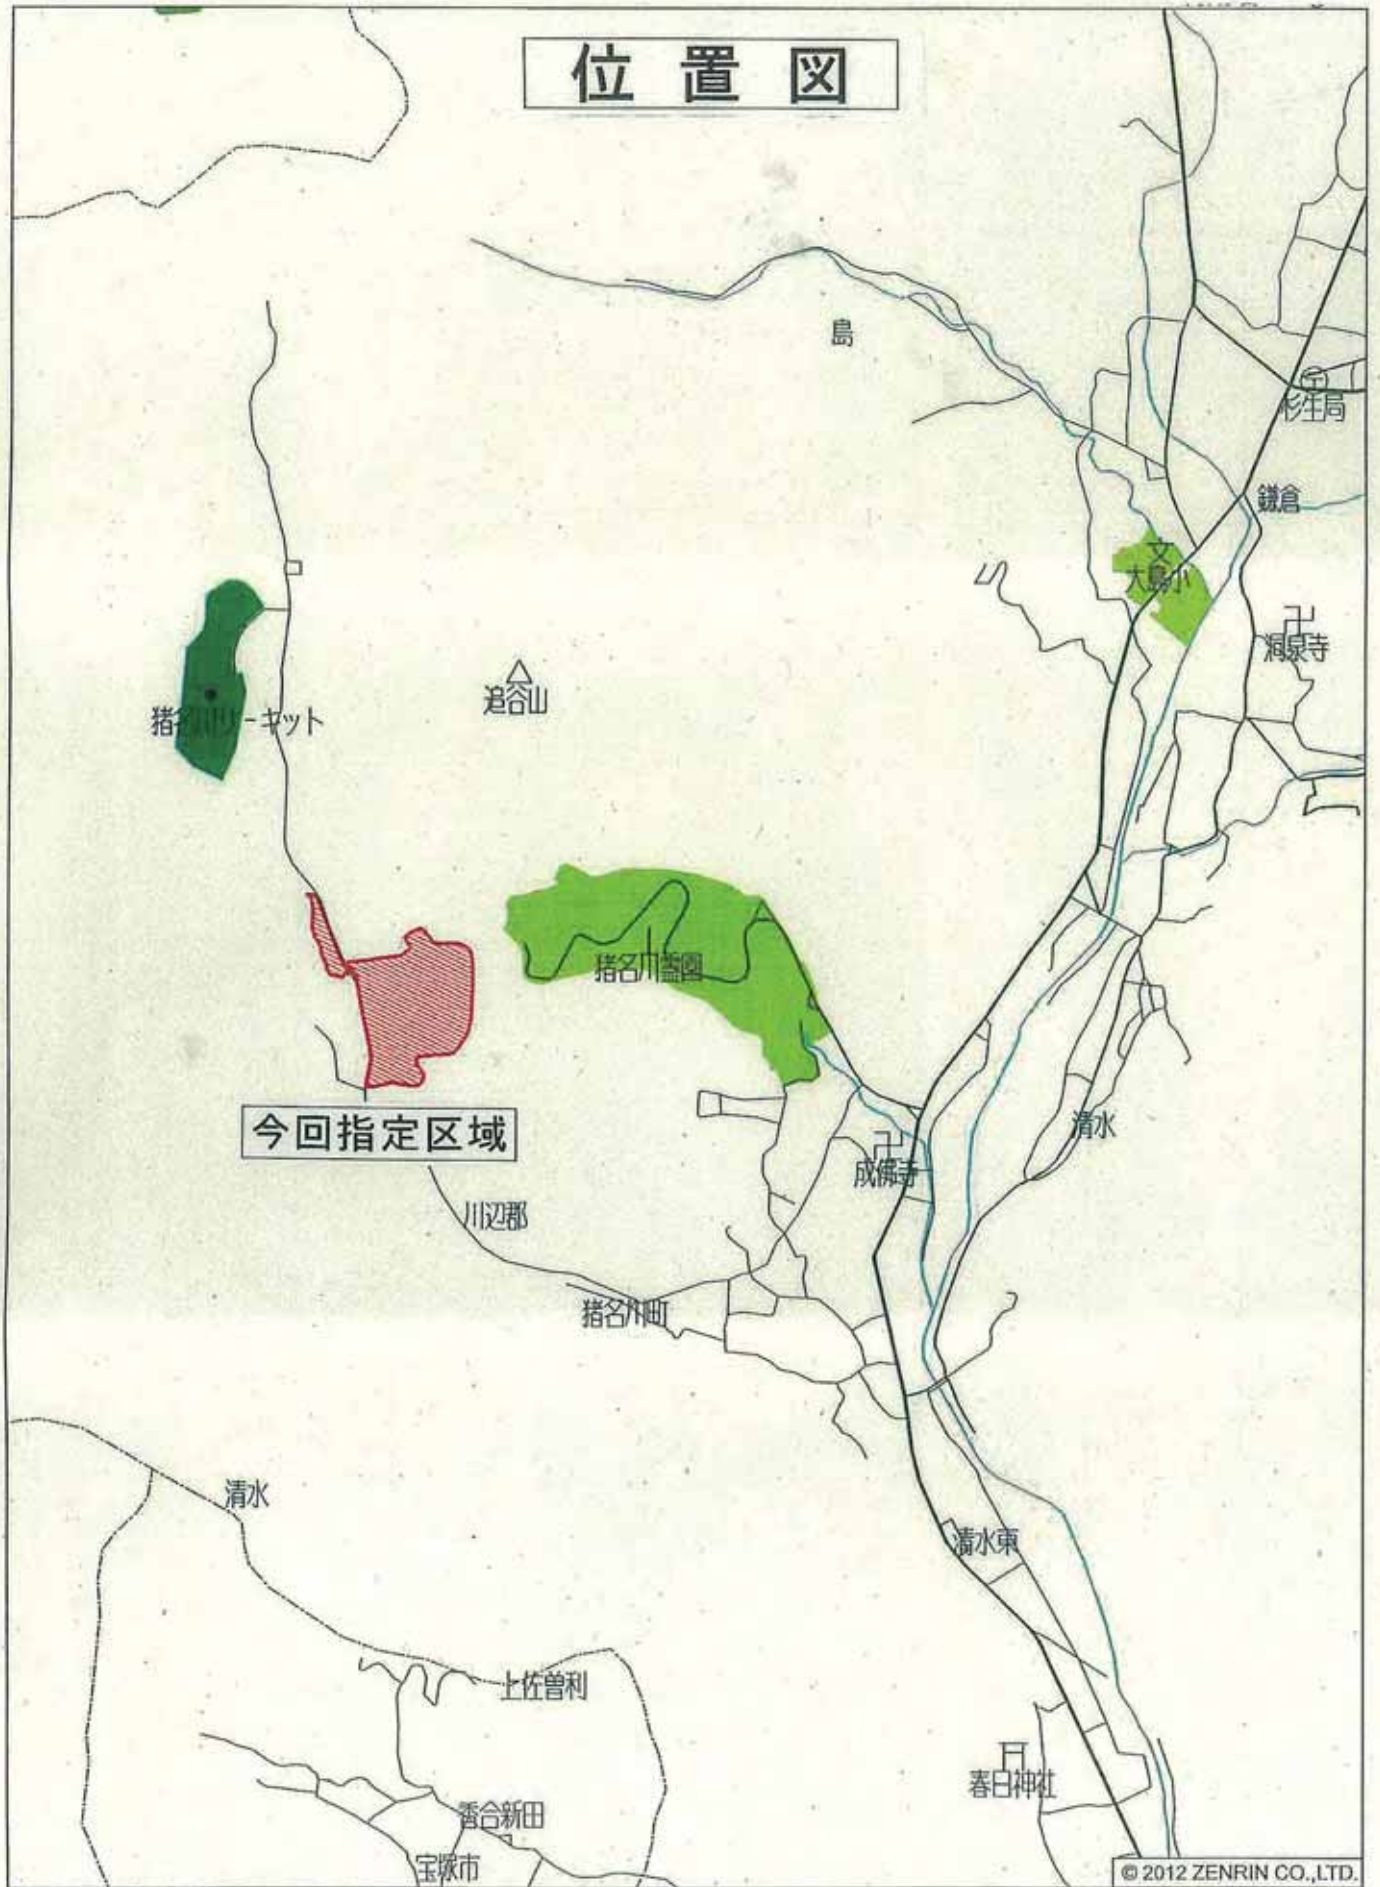 位置図
島
杉生局
鎌倉
文
大島小
洞泉寺
追谷山
猪名川サーキット
猪名川霊園
今回指定区域
清水
成佛寺
川辺郡
猪名川町
清水
清水東
上佐曽利
春日神社
香合新田
宝塚市
© 2012 ZENRIN CO.,LTD.